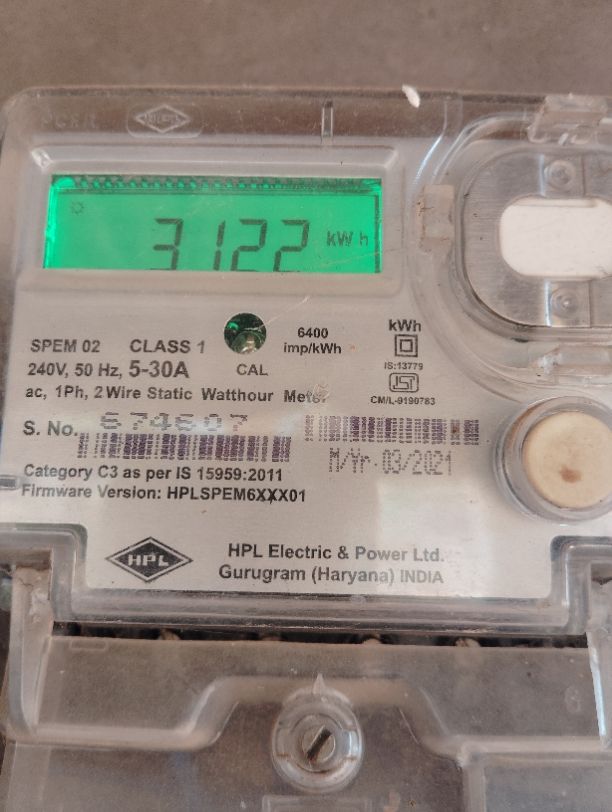 3122 kWh
6400
imp/kWh
kWh
SPEM 02 CLASS 1
CAL
IS:13779
240V, 50 Hz, 5-30A
CM/L-9190783
ac, 1Ph, 2 Wire Static Watthour Meter
S. No. 674607
M/Yr-03/2021
Category C3 as per IS 15959:2011
Firmware Version: HPLSPEM6XXX01
HPL
HPL Electric & Power Ltd.
Gurugram (Haryana) INDIA